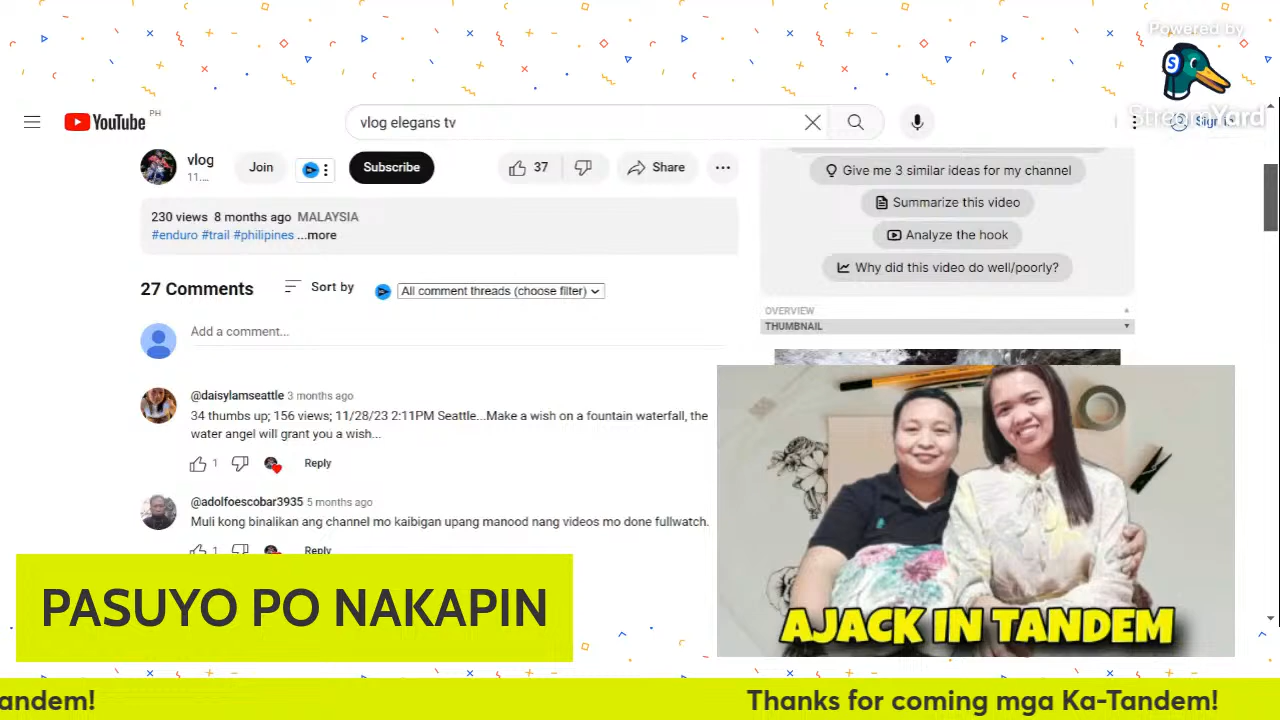 Powered by
StreamYard
YouTube PH
vlog elegans tv
Sign in
vlog
11....
Join
Subscribe
37
Share
Give me 3 similar ideas for my channel
Summarize this video
Analyze the hook
Why did this video do well/poorly?
230 views 8 months ago MALAYSIA
#enduro #trail #philipines ...more
27 Comments
Sort by
All comment threads (choose filter)
OVERVIEW
THUMBNAIL
Add a comment...
@daisylamseattle 3 months ago
34 thumbs up; 156 views; 11/28/23 2:11PM Seattle...Make a wish on a fountain waterfall, the
water angel will grant you a wish...
1
Reply
@adolfoescobar3935 5 months ago
Muli kong binalikan ang channel mo kaibigan upang manood nang videos mo done fullwatch.
1
Reply
PASUYO PO NAKAPIN
AJACK IN TANDEM
andem!
Thanks for coming mga Ka-Tandem!